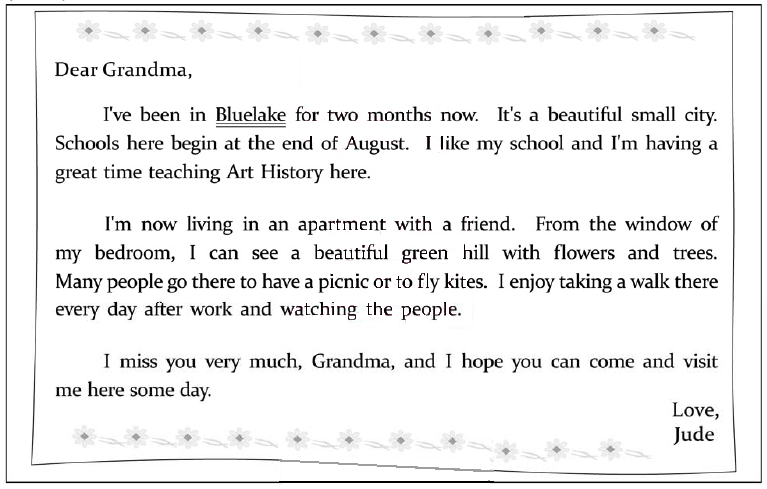 Dear Grandma,
I've been in Bluelake for two months now. It's a beautiful small city.
Schools here begin at the end of August. I like my school and I'm having a
great time teaching Art History here.
I'm now living in an apartment with a friend. From the window of
my bedroom, I can see a beautiful green hill with flowers and trees.
Many people go there to have a picnic or to fly kites. I enjoy taking a walk there
every day after work and watching the people.
I miss you very much, Grandma, and I hope you can come and visit
me here some day.
Love,
Jude